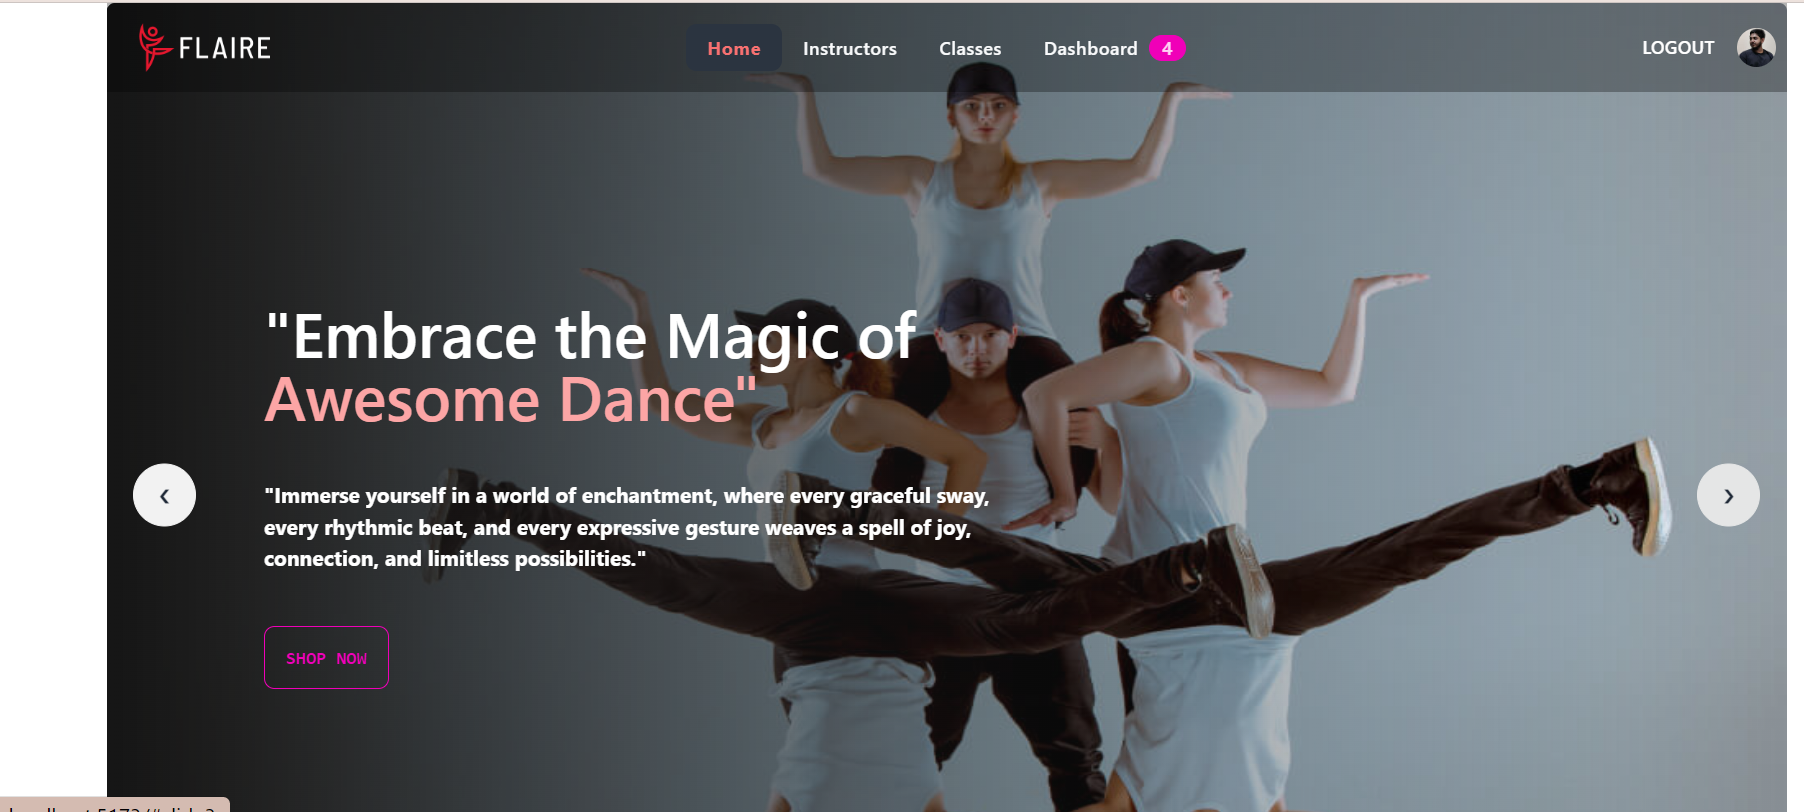 FLAIRE
Home Instructors Classes Dashboard 4
LOGOUT
"Embrace the Magic of
Awesome Dance"
"Immerse yourself in a world of enchantment, where every graceful sway,
every rhythmic beat, and every expressive gesture weaves a spell of joy,
connection, and limitless possibilities."
SHOP NOW